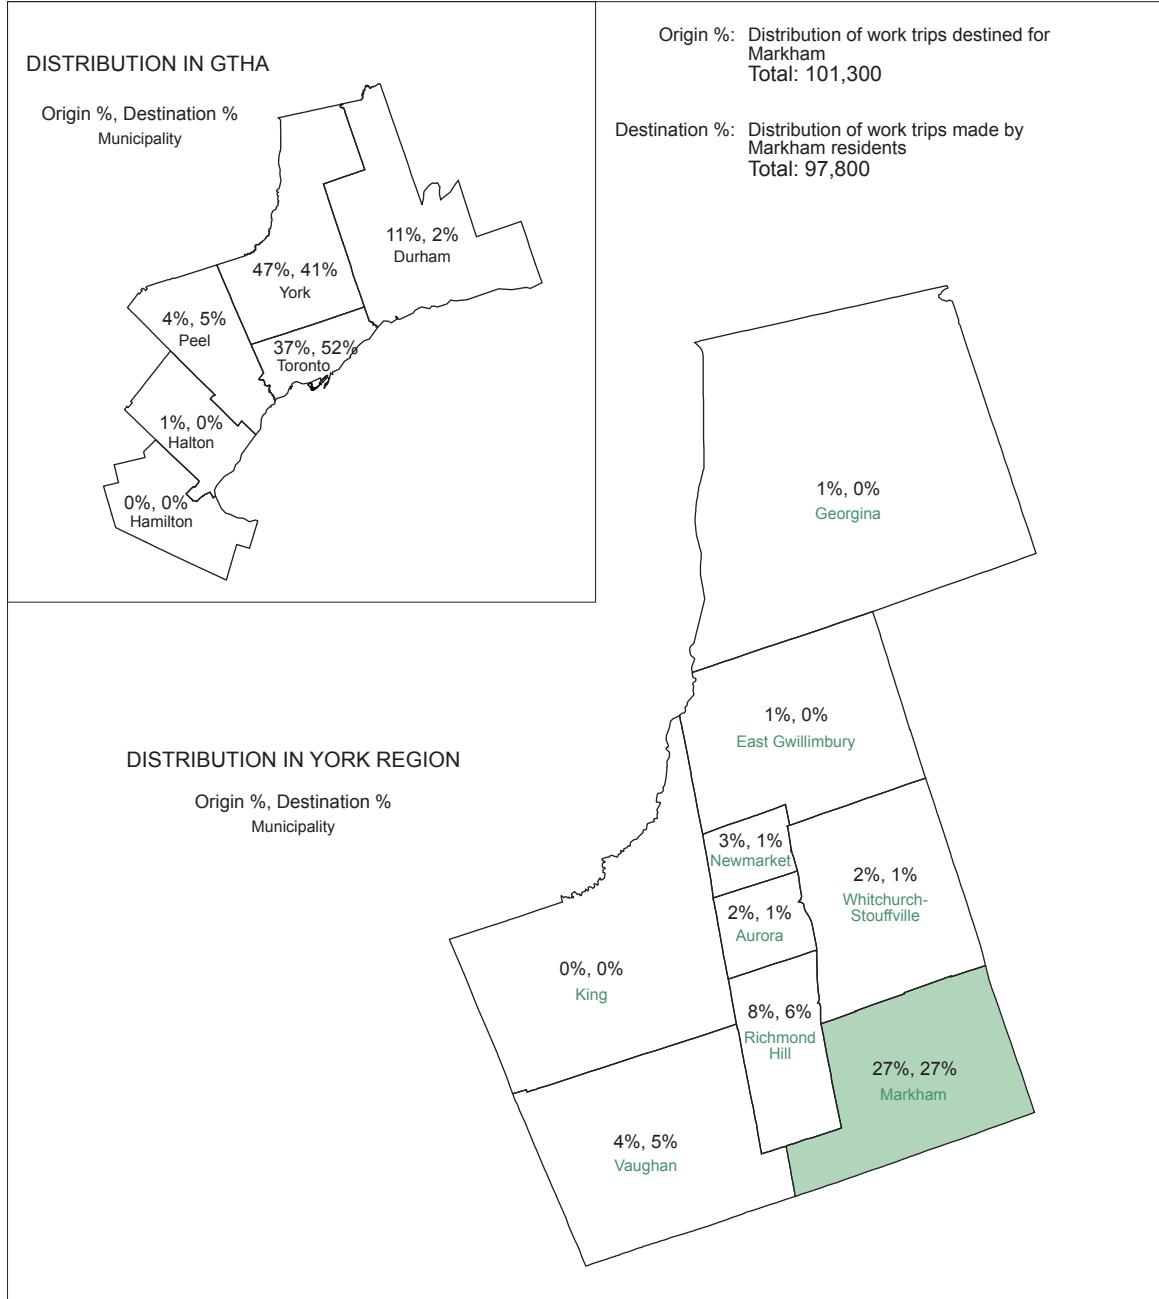 DISTRIBUTION IN GTHA
Origin %, Destination %
Municipality
11%, 2%
Durham
47%, 41%
York
4%, 5%
Peel
37%, 52%
Toronto
1%, 0%
Halton
0%, 0%
Hamilton
Origin %: Distribution of work trips destined for
Markham
Total: 101,300
Destination %: Distribution of work trips made by
Markham residents
Total: 97,800
DISTRIBUTION IN YORK REGION
Origin %, Destination %
Municipality
1%, 0%
Georgina
1%, 0%
East Gwillimbury
3%, 1%
Newmarket
2%, 1%
Whitchurch-
Stouffville
2%, 1%
Aurora
0%, 0%
King
8%, 6%
Richmond
Hill
27%, 27%
Markham
4%, 5%
Vaughan